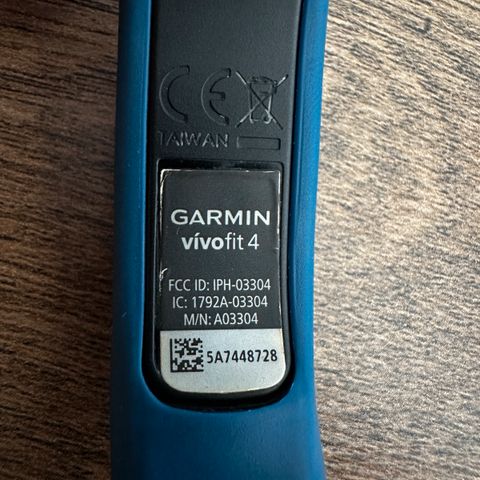 CE
TAIWAN
GARMIN
vívofit 4
FCC ID: IPH-03304
IC: 1792A-03304
M/N: A03304
5A7448728